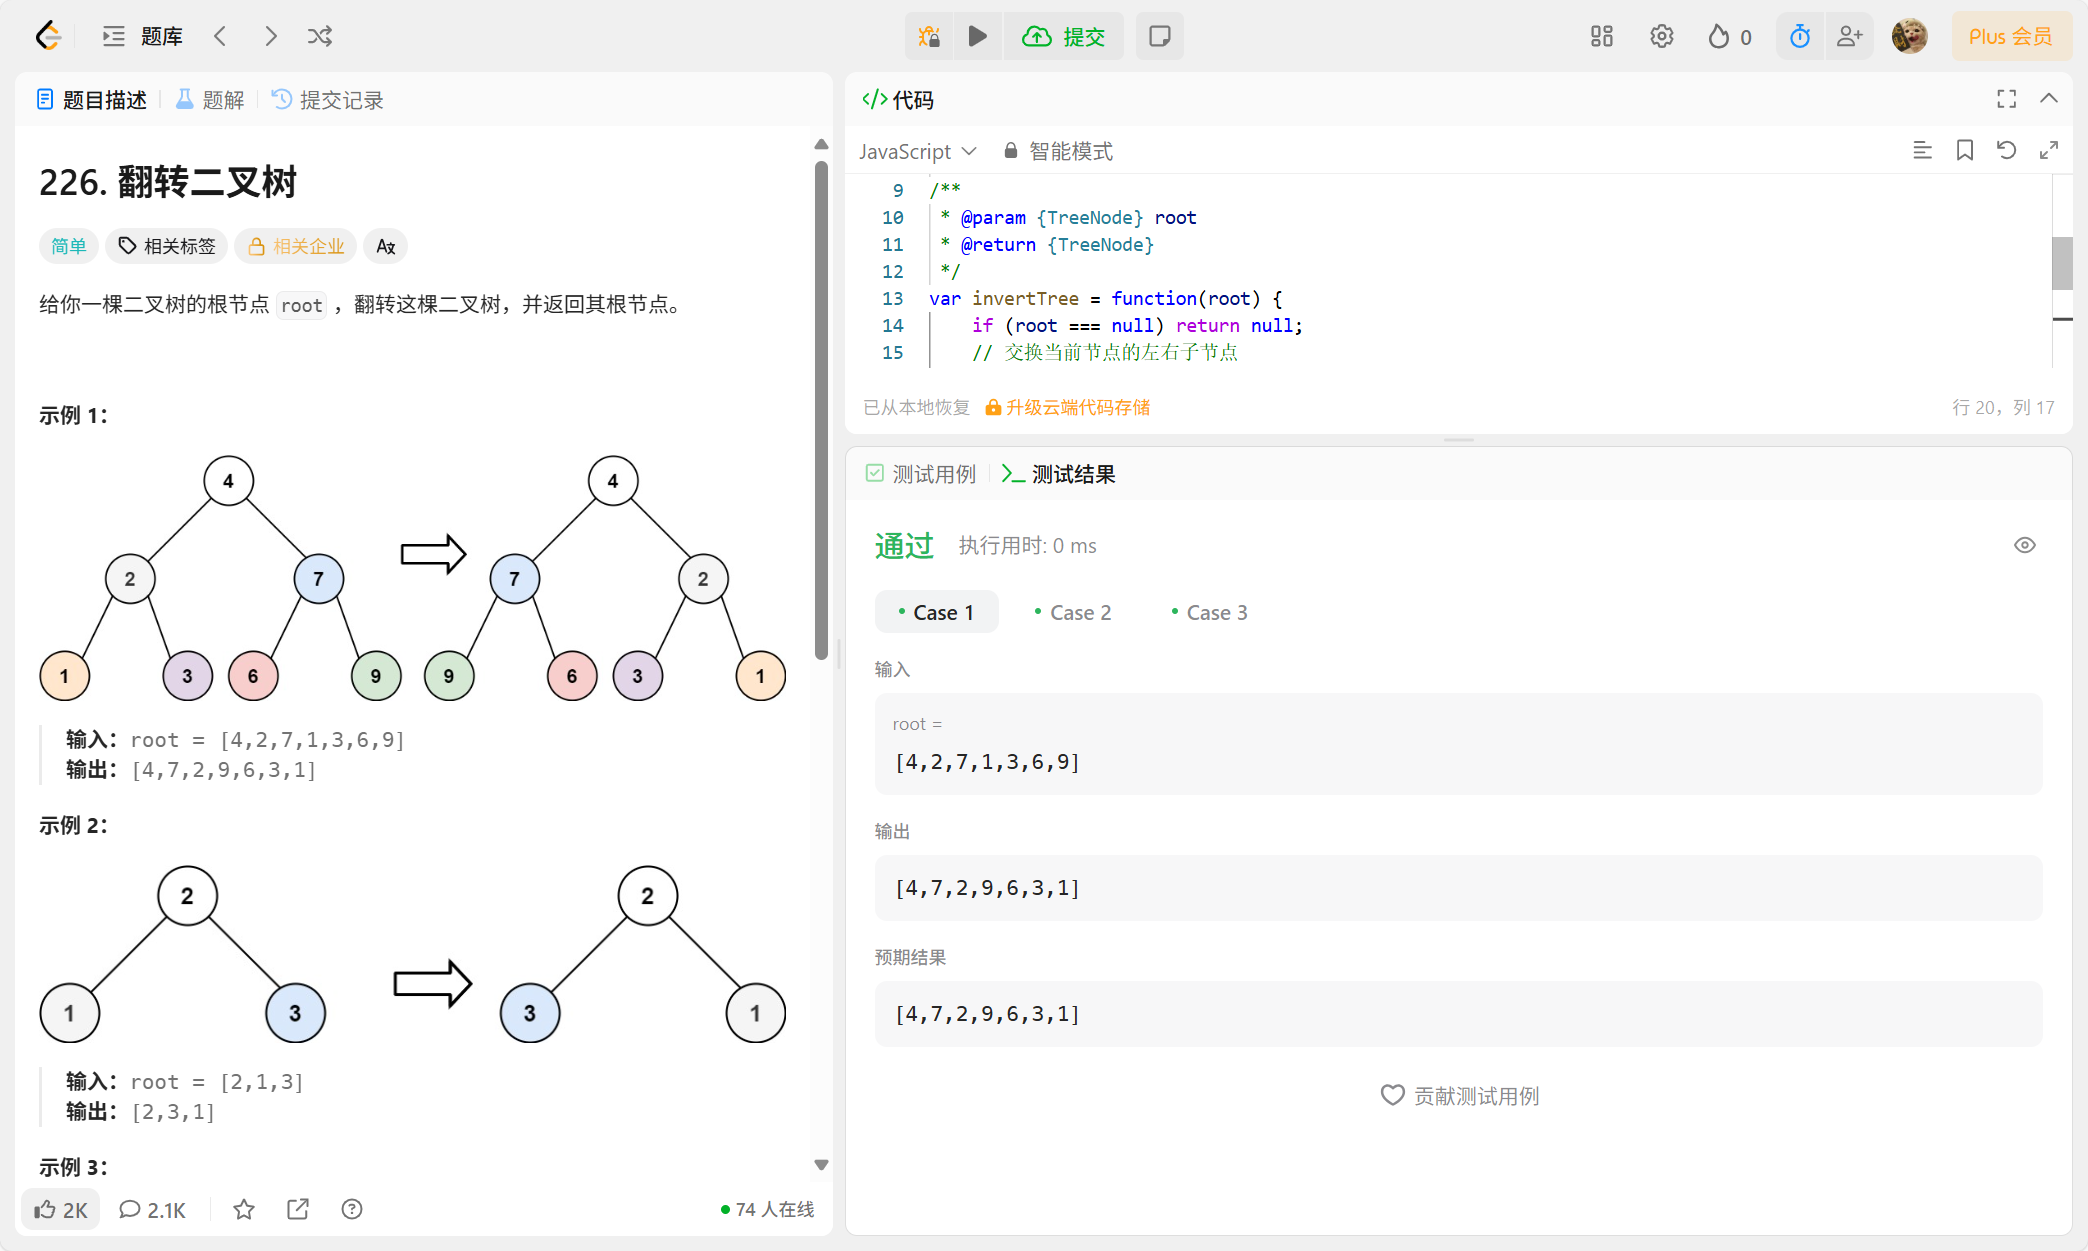 题库
提交
0
Plus 会员
题目描述
题解
提交记录
226. 翻转二叉树
简单
相关标签
相关企业
给你一棵二叉树的根节点 root ，翻转这棵二叉树，并返回其根节点。
示例 1：
4
4
2
7
7
2
1
3
6
9
9
6
3
1
输入：root = [4,2,7,1,3,6,9]
输出：[4,7,2,9,6,3,1]
示例 2：
2
2
1
3
3
1
输入：root = [2,1,3]
输出：[2,3,1]
示例 3：
2K
2.1K
74 人在线
</>代码
JavaScript
智能模式
9 /**
10 * @param {TreeNode} root
11 * @return {TreeNode}
12 */
13 var invertTree = function(root) {
14 if (root === null) return null;
15 // 交换当前节点的左右子节点
已从本地恢复
升级云端代码存储
行 20，列 17
测试用例
测试结果
通过
执行用时: 0 ms
Case 1
Case 2
Case 3
输入
root =
[4,2,7,1,3,6,9]
输出
[4,7,2,9,6,3,1]
预期结果
[4,7,2,9,6,3,1]
贡献测试用例